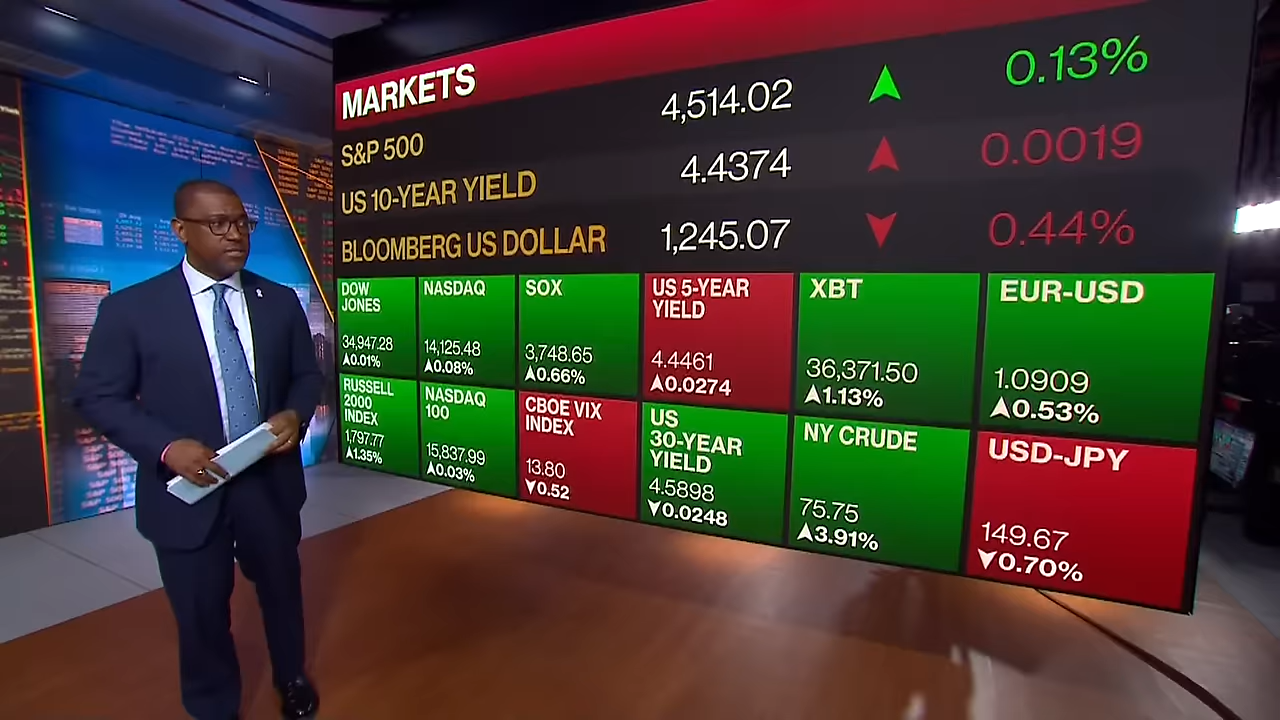 MARKETS
S&P 500 4,514.02 ▲ 0.13%
US 10-YEAR YIELD 4.4374 ▲ 0.0019
BLOOMBERG US DOLLAR 1,245.07 ▼ 0.44%
DOW
JONES
34,947.28
▲0.01%
NASDAQ
14,125.48
▲0.08%
SOX
3,748.65
▲0.66%
US 5-YEAR
YIELD
4.4461
▲0.0274
XBT
36,371.50
▲1.13%
EUR-USD
1.0909
▲0.53%
RUSSELL
2000
INDEX
1,797.77
▲1.35%
NASDAQ
100
15,837.99
▲0.03%
CBOE VIX
INDEX
13.80
▼0.52
US
30-YEAR
YIELD
4.5898
▼0.0248
NY CRUDE
75.75
▲3.91%
USD-JPY
149.67
▼0.70%